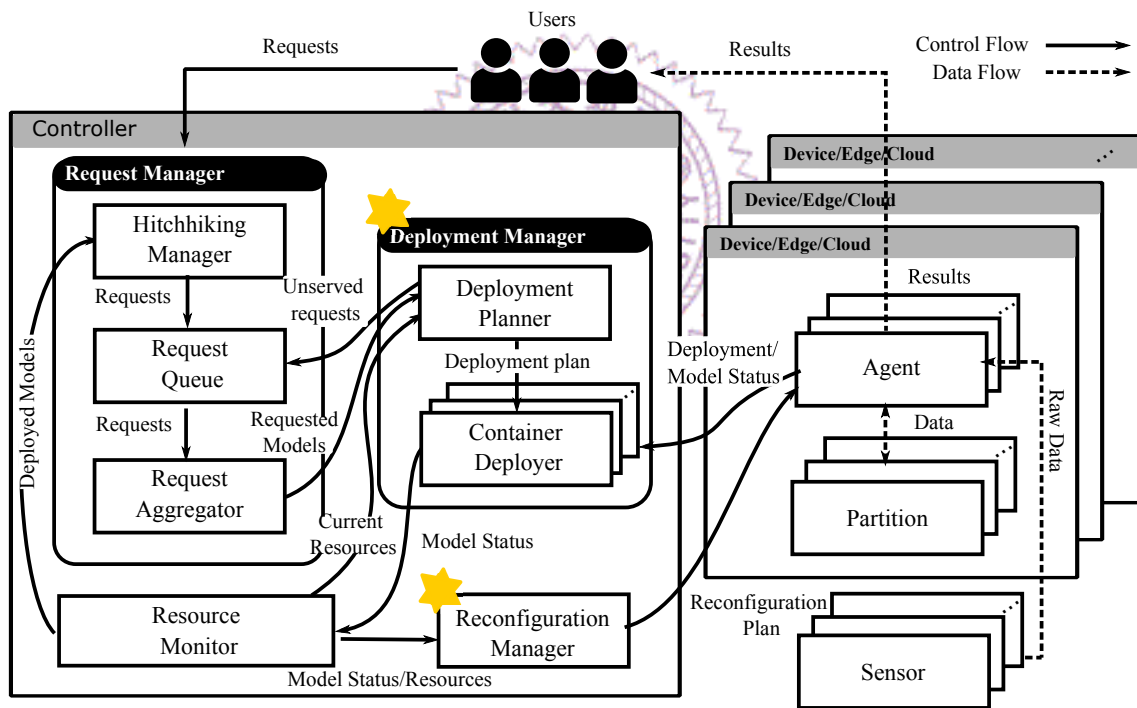 Users
Requests
Results
Control Flow
Data Flow
Controller
Request Manager
Hitchhiking
Manager
Requests
Request
Queue
Requests
Request
Aggregator
Deployed Models
Unserved
requests
Requested
Models
Current
Resources
Deployment Manager
Deployment
Planner
Deployment plan
Container
Deployer
Model Status
Resource
Monitor
Model Status/Resources
Reconfiguration
Manager
Deployment/
Model Status
Reconfiguration
Plan
Device/Edge/Cloud
Device/Edge/Cloud
Device/Edge/Cloud
Results
Agent
Data
Partition
Raw Data
Sensor